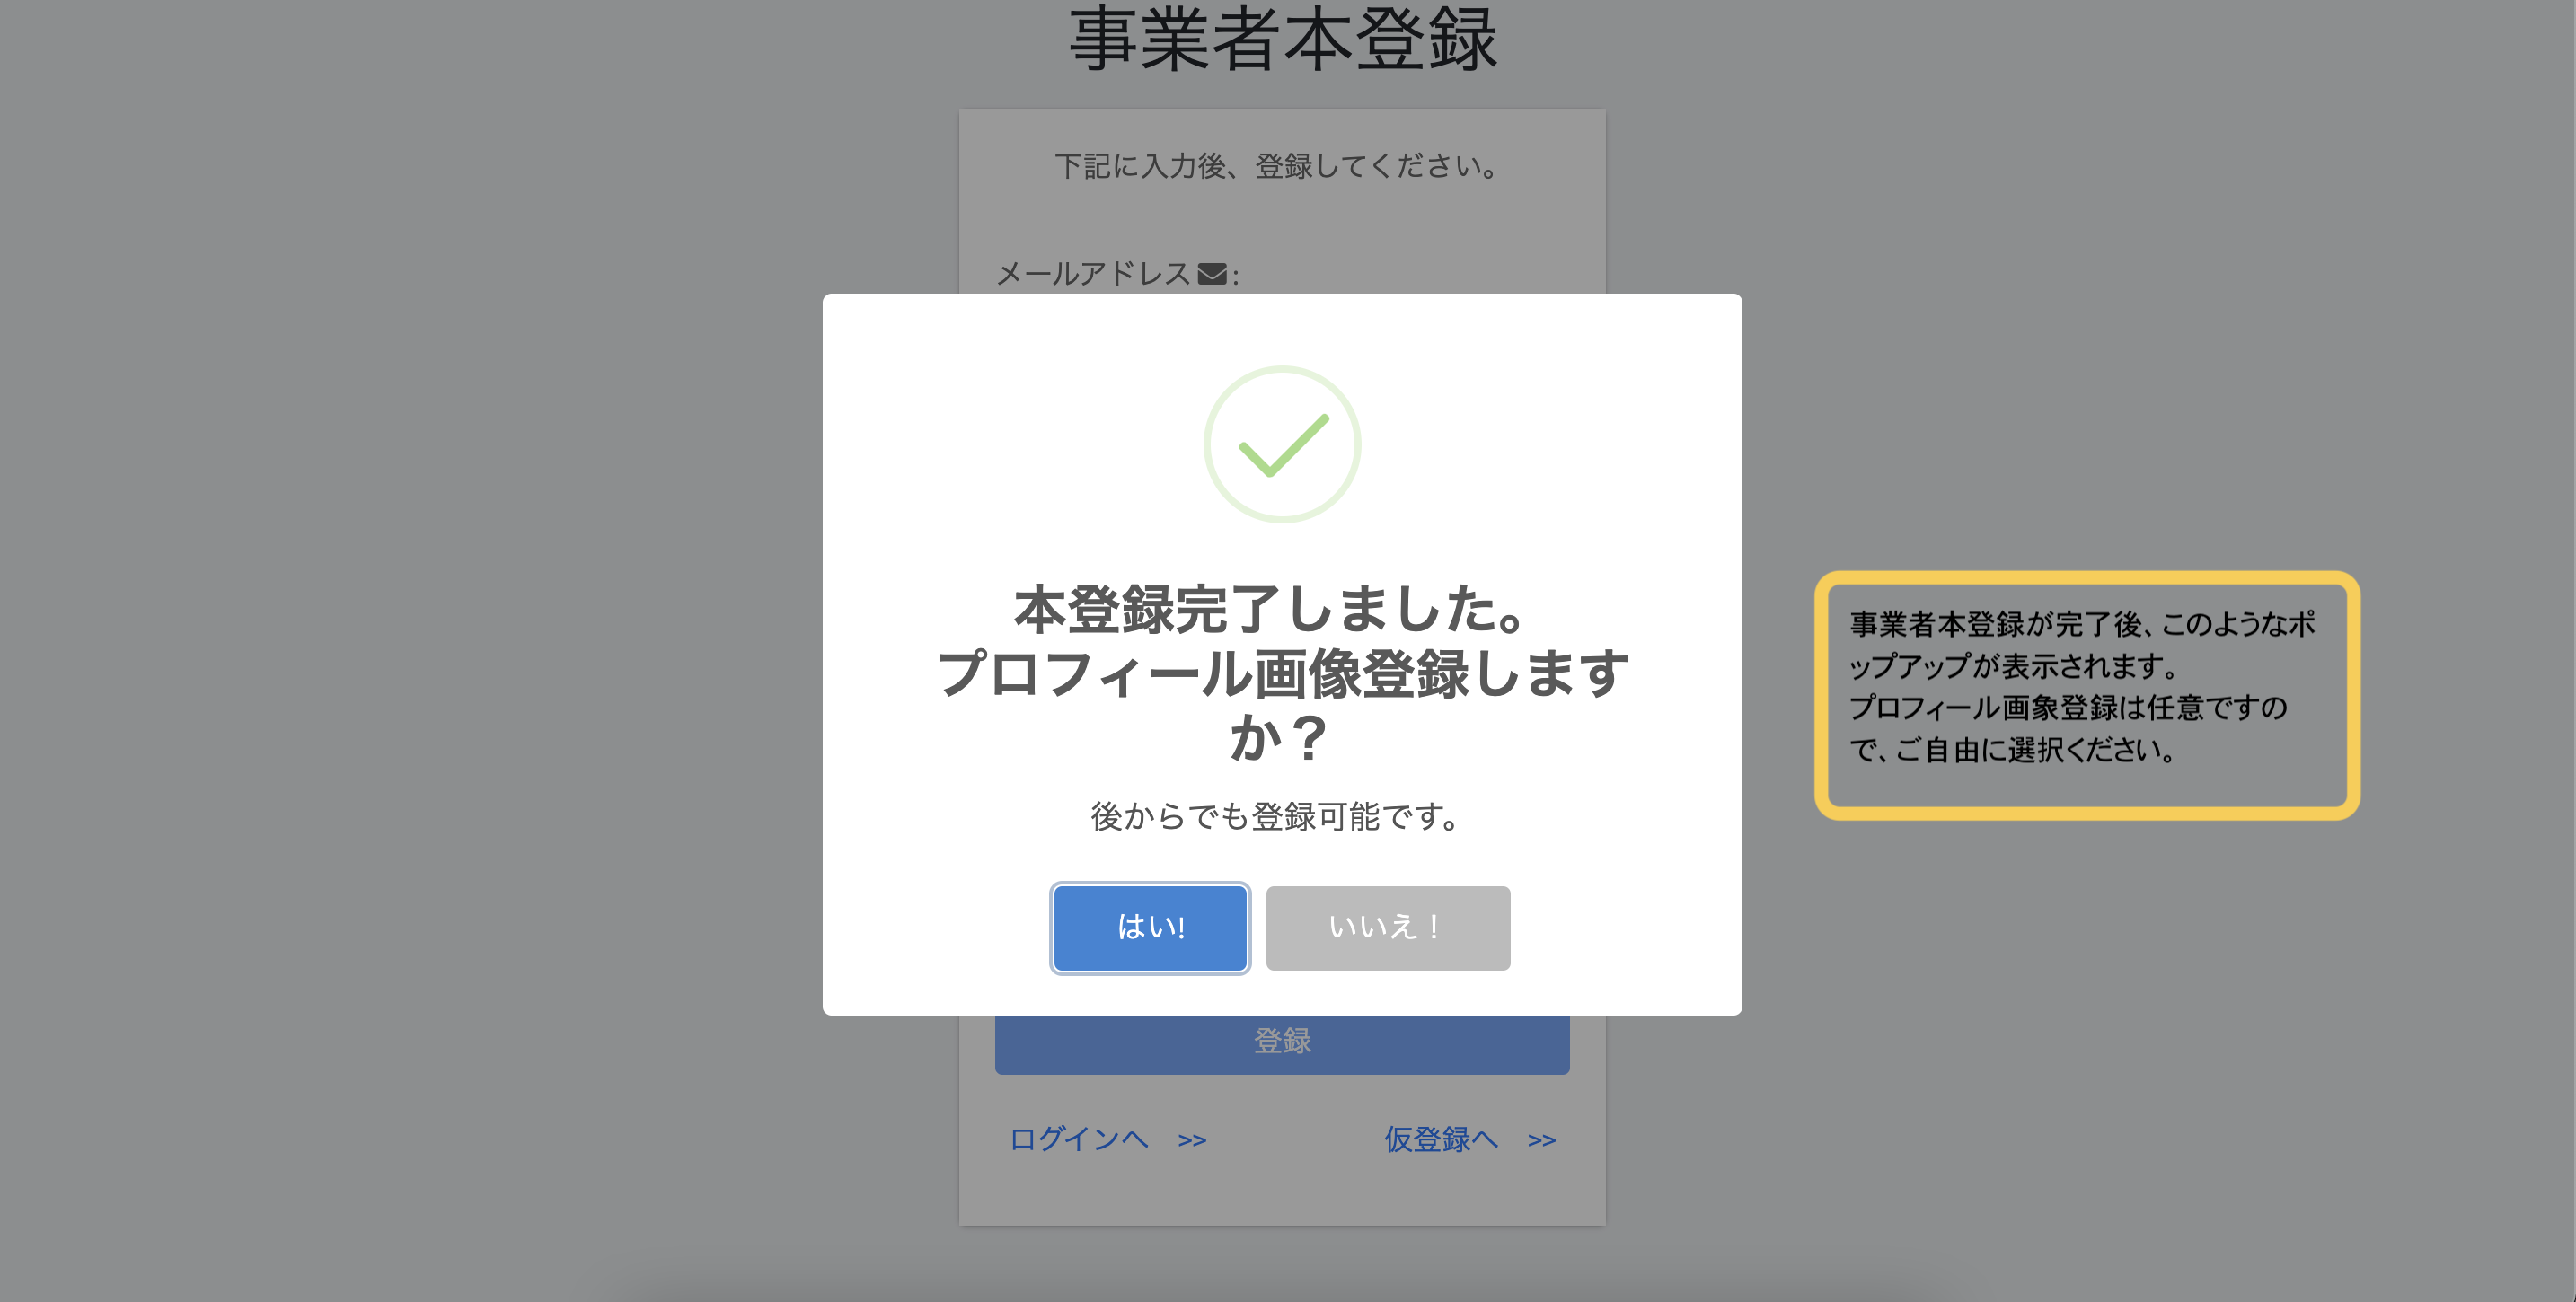 事業者本登録
下記に入力後、登録してください。
メールアドレス :
本登録完了しました。
プロフィール画像登録します
か？
後からでも登録可能です。
はい! いいえ！
登録
ログインへ >> 仮登録へ >>
事業者本登録が完了後、このようなポ
ップアップが表示されます。
プロフィール画象登録は任意ですの
で、ご自由に選択ください。